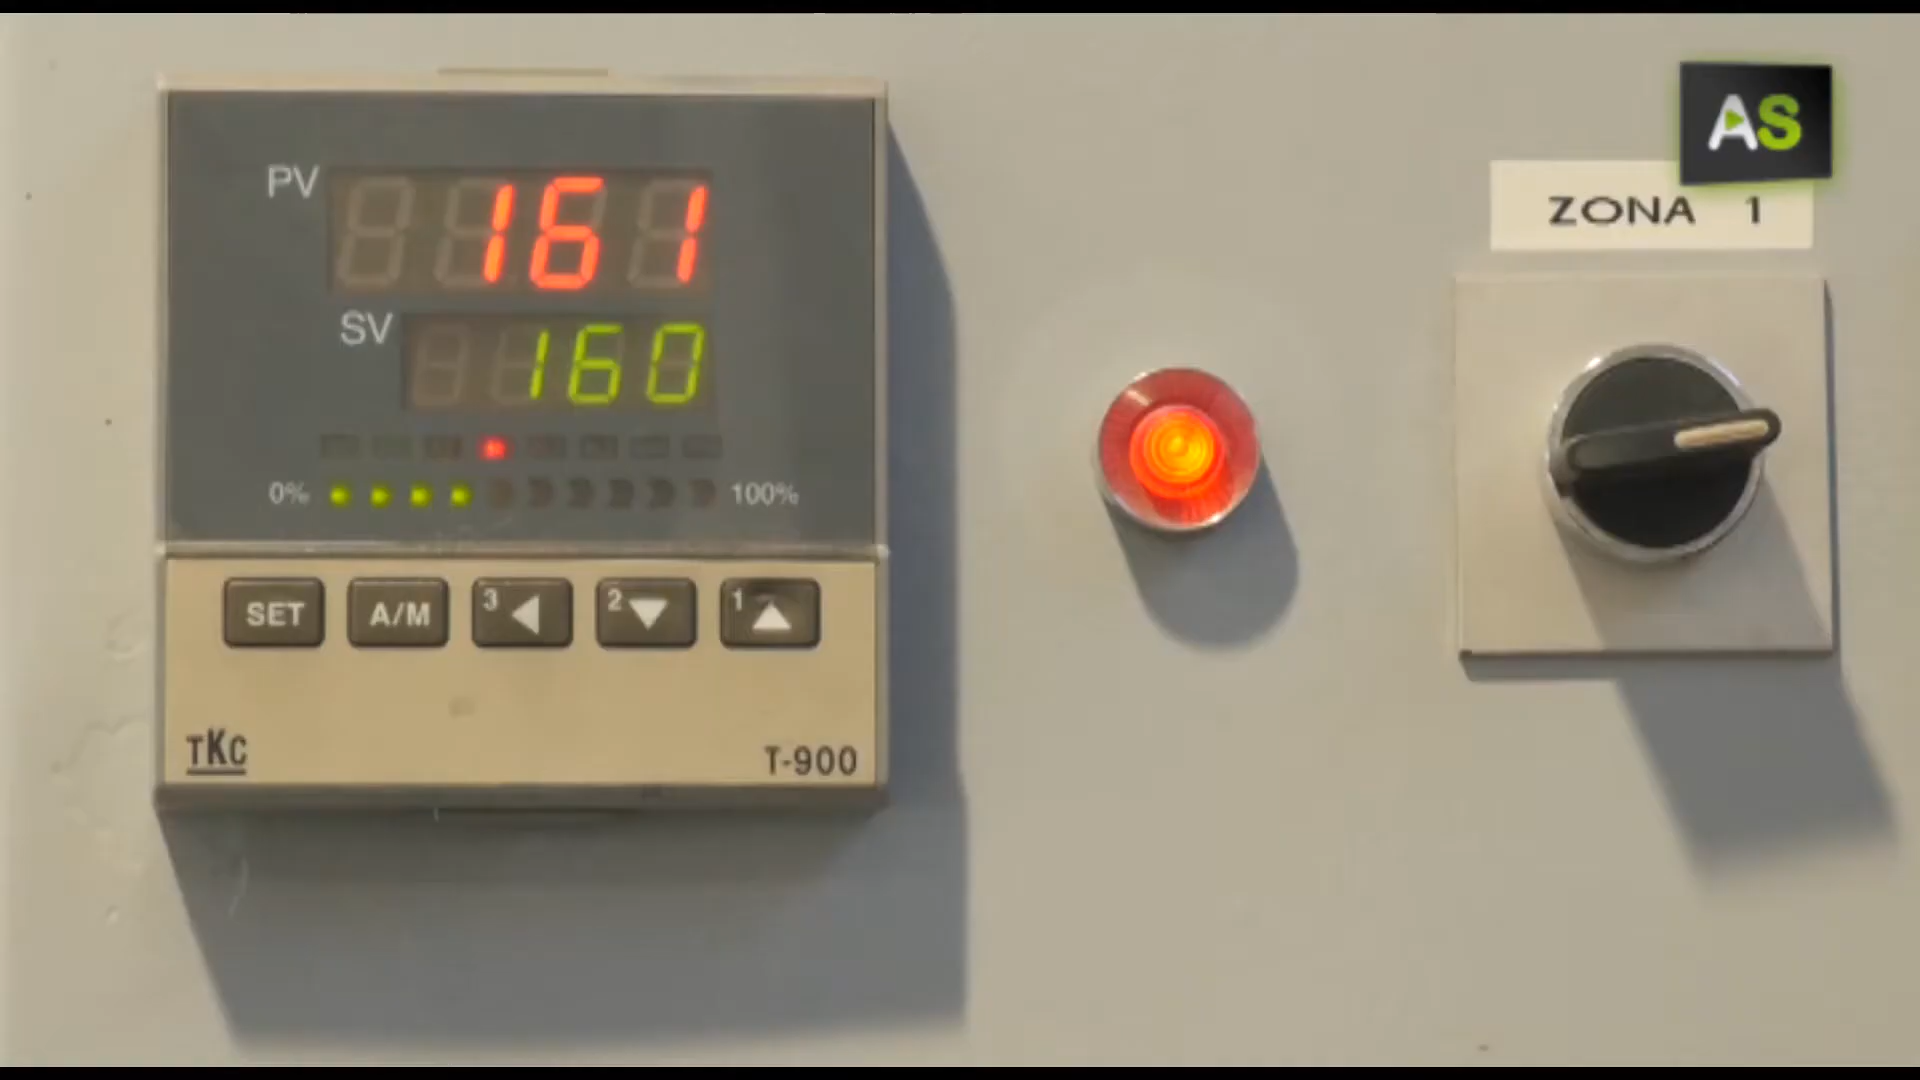 PV 161
SV 160
0% 100%
SET A/M 3 2 1
TKC T-900
AS
ZONA 1